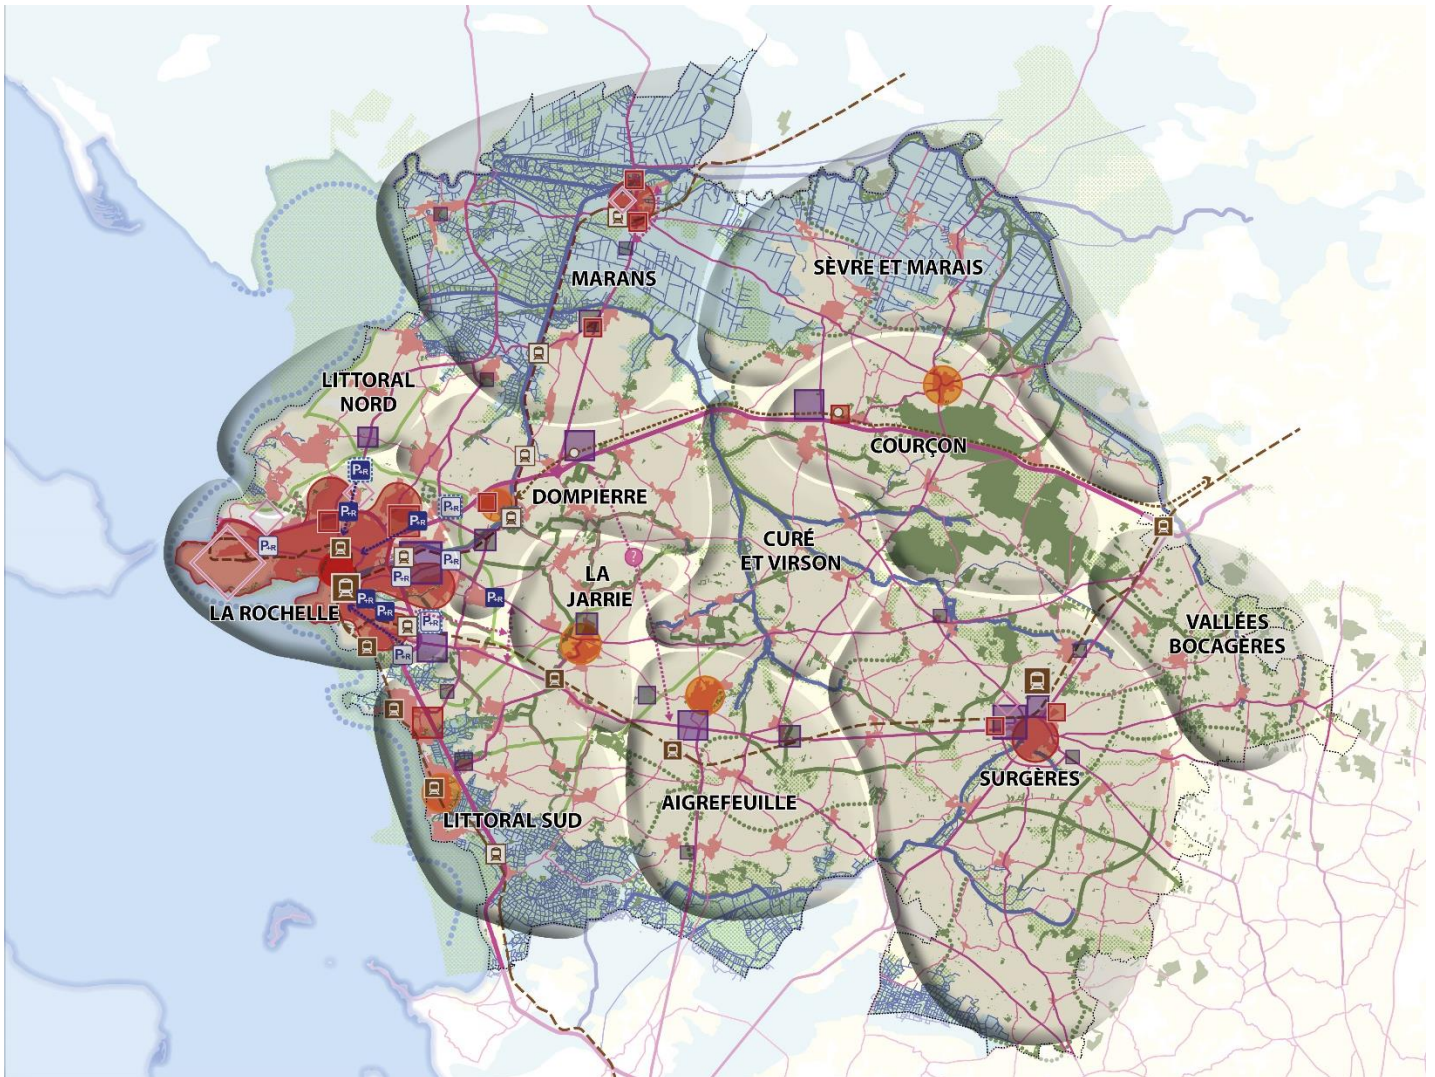 MARANS
SÈVRE ET MARAIS
LITTORAL
NORD
COURÇON
P+R
P+R
DOMPIERRE
P+R
P+R
CURÉ
ET VIRSON
P+R
P+R
?
LA
JARRIE
P+R
P+R
P+R
P+R
LA ROCHELLE
P+R
VALLÉES
BOCAGÈRES
P+R
SURGÈRES
AIGREFEUILLE
LITTORAL SUD